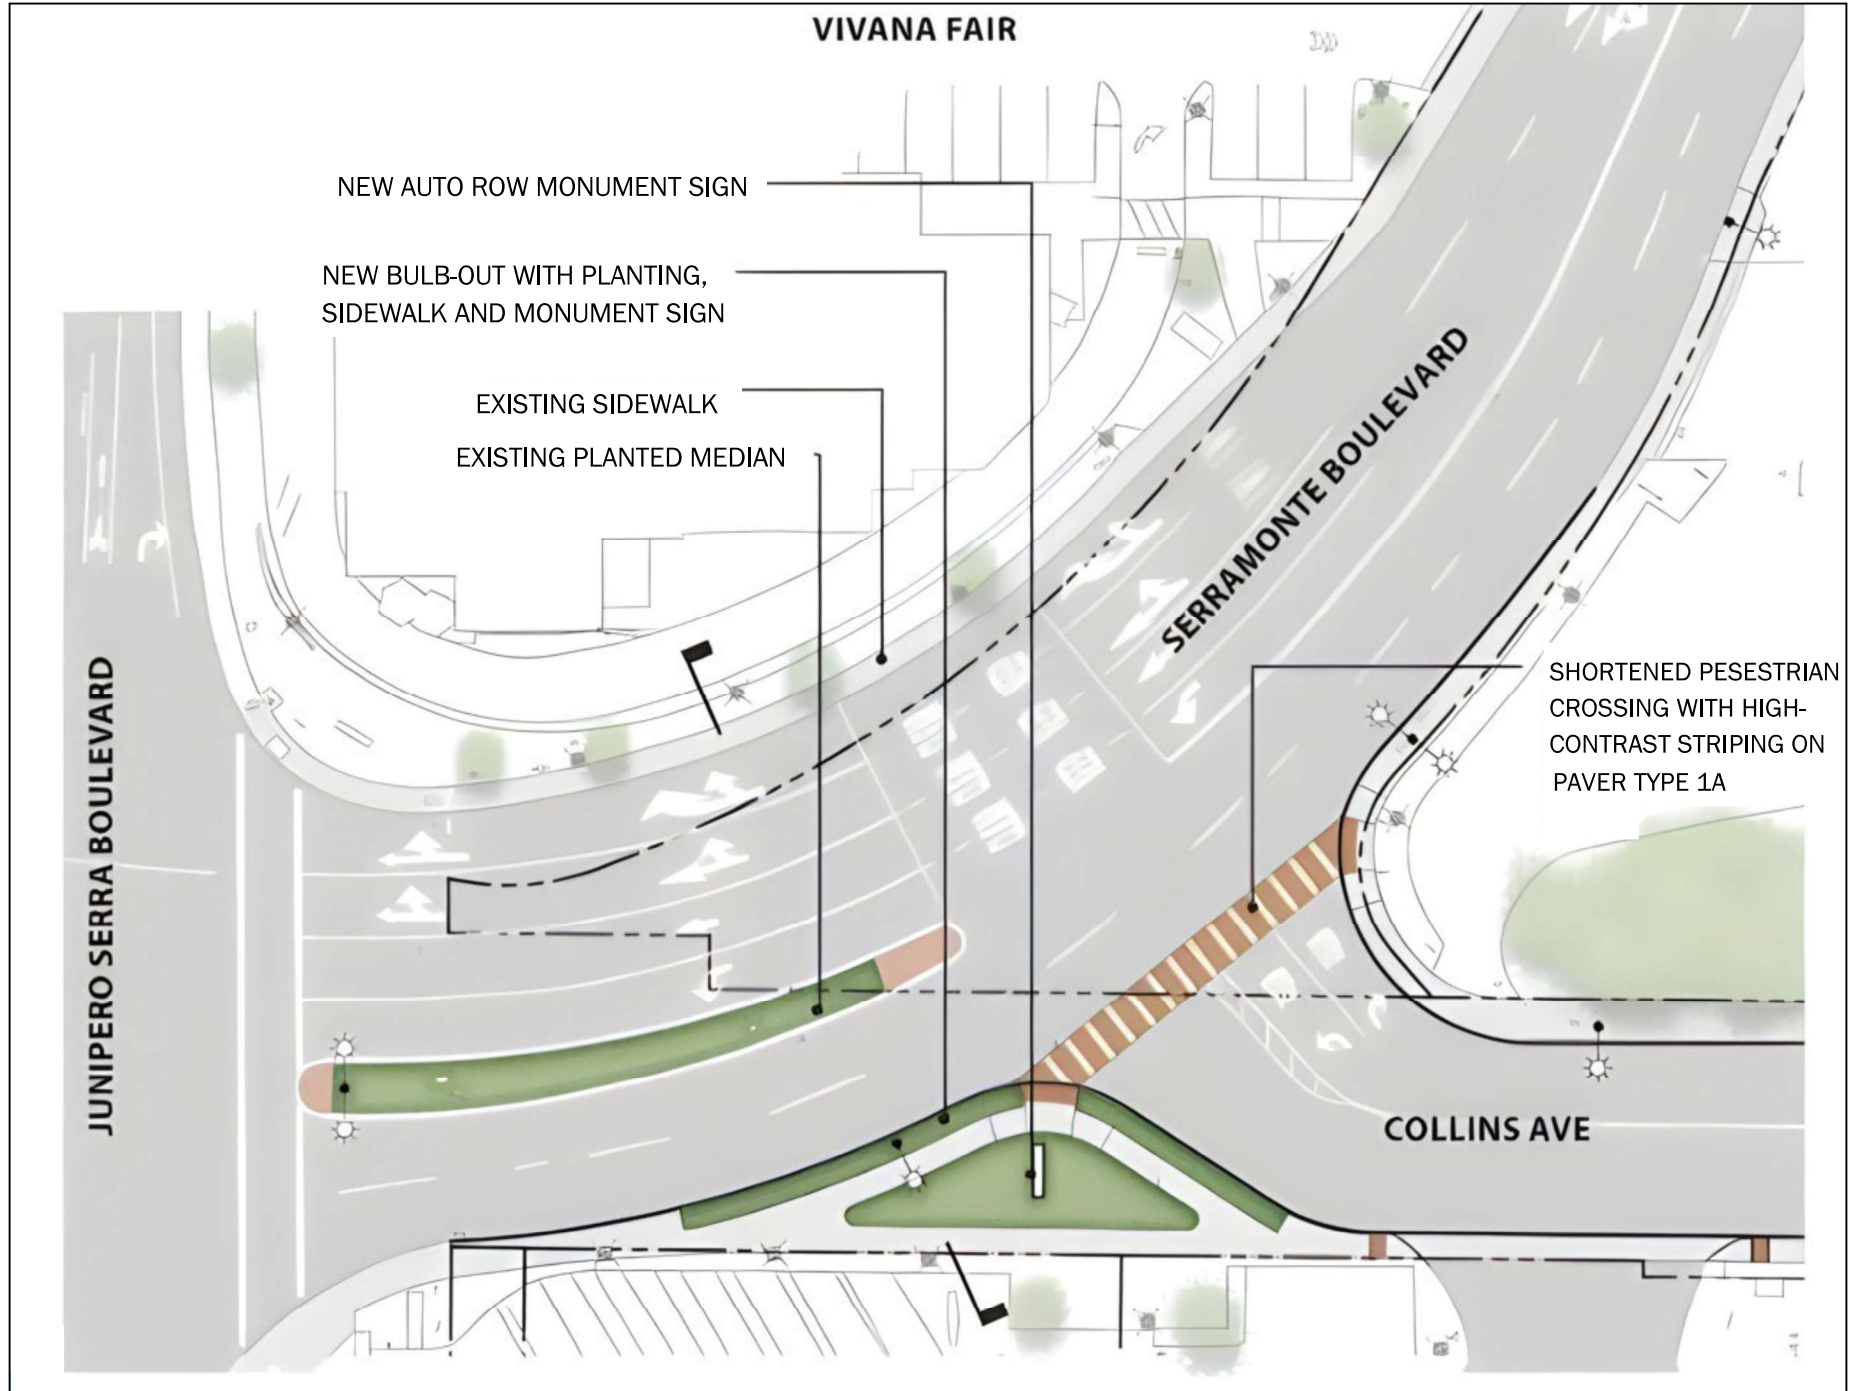 VIVANA FAIR
NEW AUTO ROW MONUMENT SIGN
NEW BULB-OUT WITH PLANTING,
SIDEWALK AND MONUMENT SIGN
EXISTING SIDEWALK
EXISTING PLANTED MEDIAN
SERRAMONTE BOULEVARD
JUNIPERO SERRA BOULEVARD
SHORTENED PESESTRIAN
CROSSING WITH HIGH-
CONTRAST STRIPING ON
PAVER TYPE 1A
COLLINS AVE